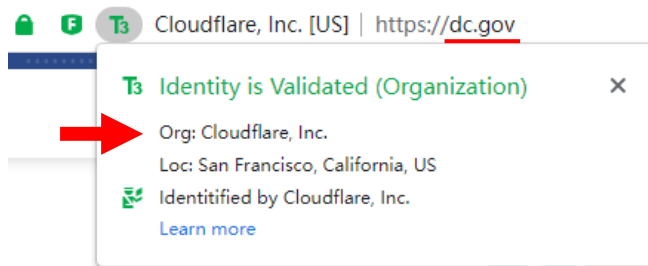 T3 Cloudflare, Inc. [US] | https://dc.gov
T3 Identity is Validated (Organization)
Org: Cloudflare, Inc.
Loc: San Francisco, California, US
Identitified by Cloudflare, Inc.
Learn more